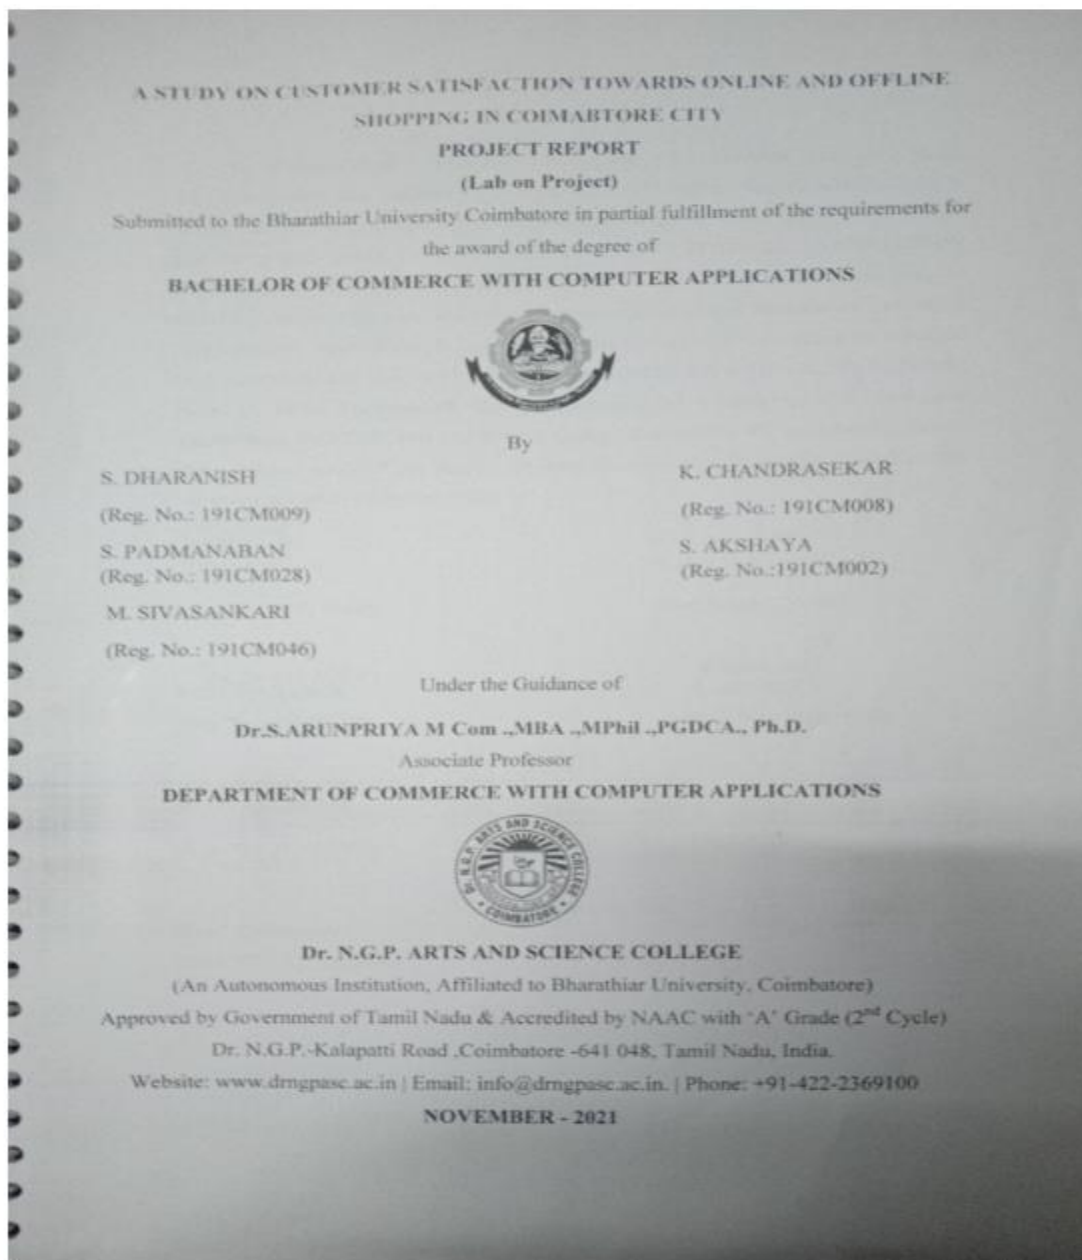 A STUDY ON CUSTOMER SATISFACTION TOWARDS ONLINE AND OFFLINE
SHOPPING IN COIMABTORE CITY
PROJECT REPORT
(Lab on Project)
Submitted to the Bharathiar University Coimbatore in partial fulfillment of the requirements for
the award of the degree of
BACHELOR OF COMMERCE WITH COMPUTER APPLICATIONS
By
S. DHARANISH
K. CHANDRASEKAR
(Reg. No.: 191CM009)
(Reg. No.: 191CM008)
S. PADMANABAN
S. AKSHAYA
(Reg. No.: 191CM028)
(Reg. No.:191CM002)
M. SIVASANKARI
(Reg. No.: 191CM046)
Under the Guidance of
Dr.S.ARUNPRIYA M Com .,MBA .,MPhil .,PGDCA., Ph.D.
Associate Professor
DEPARTMENT OF COMMERCE WITH COMPUTER APPLICATIONS
Dr. N.G.P. ARTS AND SCIENCE COLLEGE
COIMBATORE
Dr. N.G.P. ARTS AND SCIENCE COLLEGE
(An Autonomous Institution, Affiliated to Bharathiar University, Coimbatore)
Approved by Government of Tamil Nadu & Accredited by NAAC with 'A' Grade (2nd Cycle)
Dr. N.G.P.-Kalapatti Road ,Coimbatore -641 048, Tamil Nadu, India.
Website: www.drngpasc.ac.in | Email: info@drngpasc.ac.in. | Phone: +91-422-2369100
NOVEMBER - 2021